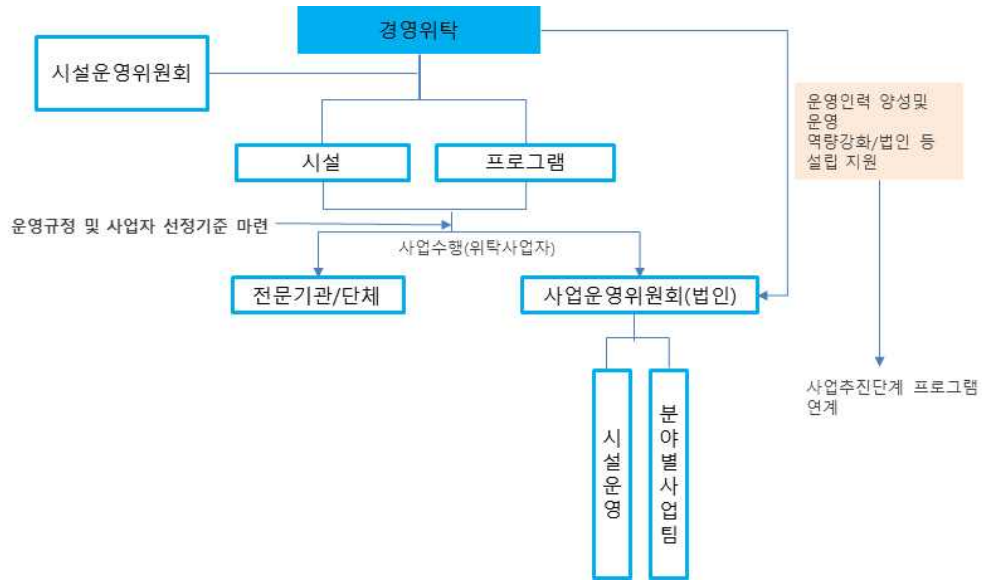 경영위탁
시설운영위원회
운영인력 양성및
운영
역량강화/법인 등
설립 지원
시설
프로그램
운영규정 및 사업자 선정기준 마련
사업수행(위탁사업자)
전문기관/단체
사업운영위원회(법인)
사업추진단계 프로그램
연계
시설운영
분야별사업팀